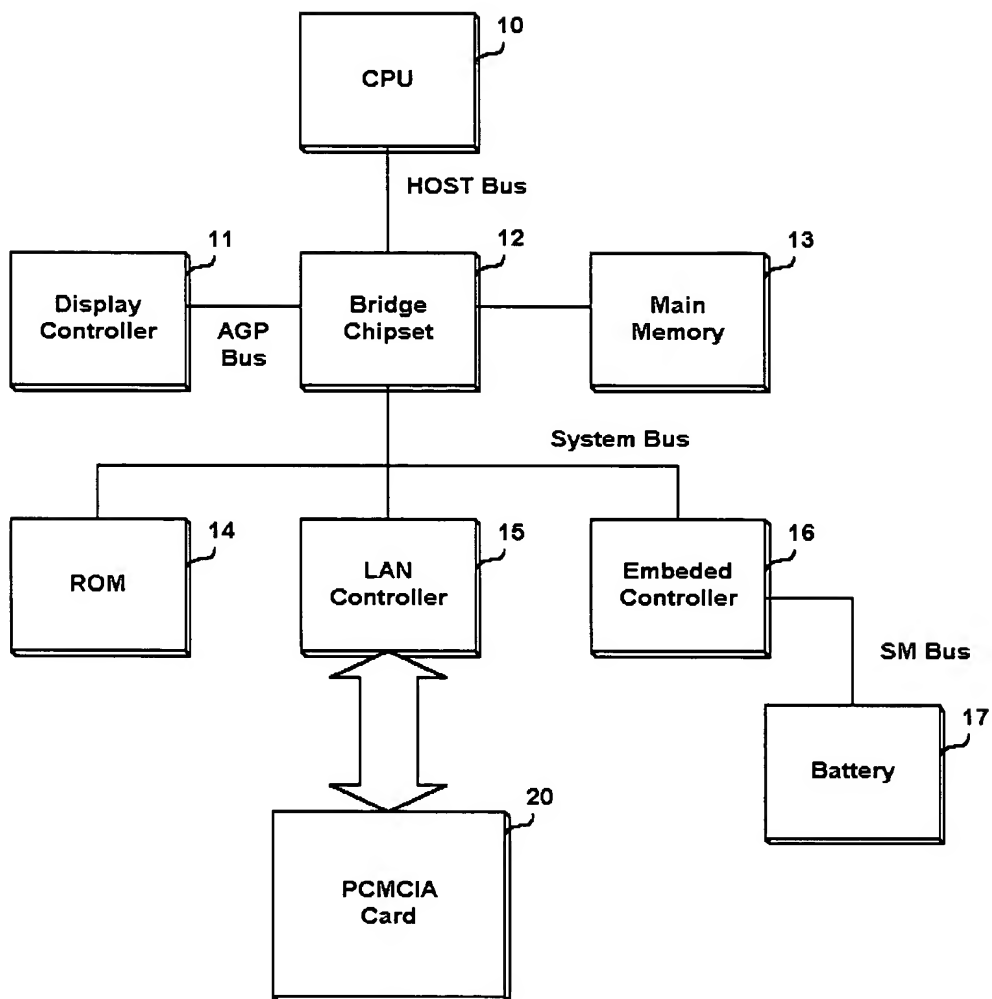 10
CPU
HOST Bus
11
12
13
Display
Controller
AGP
Bus
Bridge
Chipset
Main
Memory
System Bus
14
15
16
ROM
LAN
Controller
Embeded
Controller
SM Bus
17
Battery
20
PCMCIA
Card